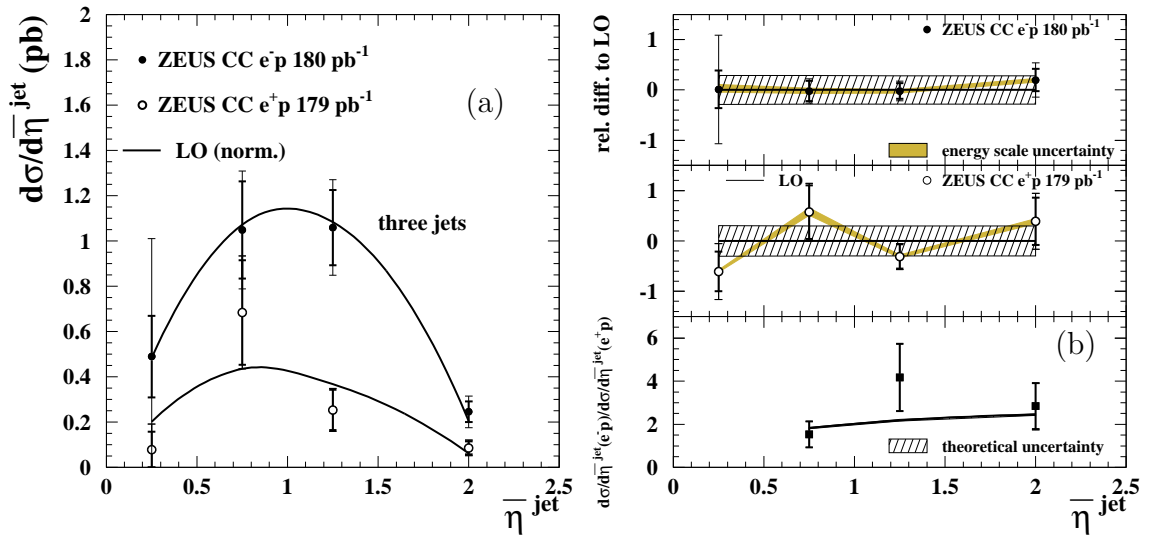 dσ/dη̅ jet (pb)
2
1.8
1.6
1.4
1.2
1
0.8
0.6
0.4
0.2
0
ZEUS CC e-p 180 pb-1
ZEUS CC e+p 179 pb-1
LO (norm.)
(a)
three jets
0 0.5 1 1.5 2 2.5
η̅ jet
rel. diff. to LO
1
0
-1
ZEUS CC e-p 180 pb-1
energy scale uncertainty
1
0
-1
LO
ZEUS CC e+p 179 pb-1
dσ/dη̅ jet(e-p)/dσ/dη̅ jet(e+p)
6
4
2
0
(b)
theoretical uncertainty
0 0.5 1 1.5 2 2.5
η̅ jet